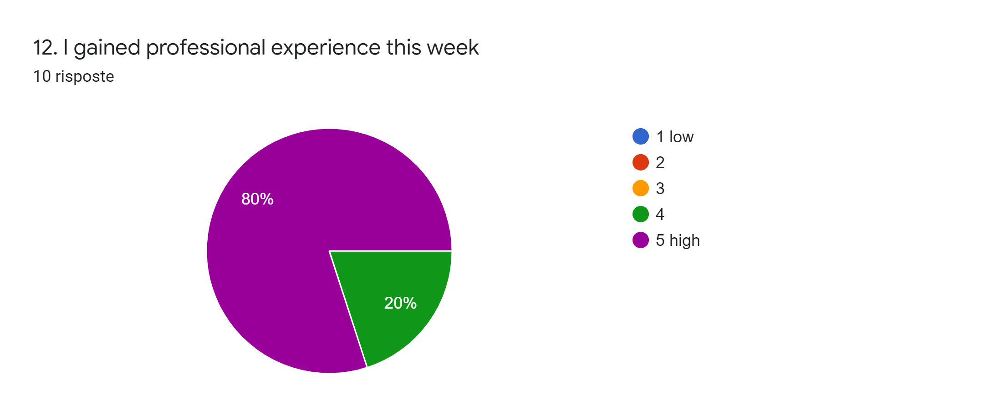 12. I gained professional experience this week
10 risposte
80%
20%
1 low
2
3
4
5 high